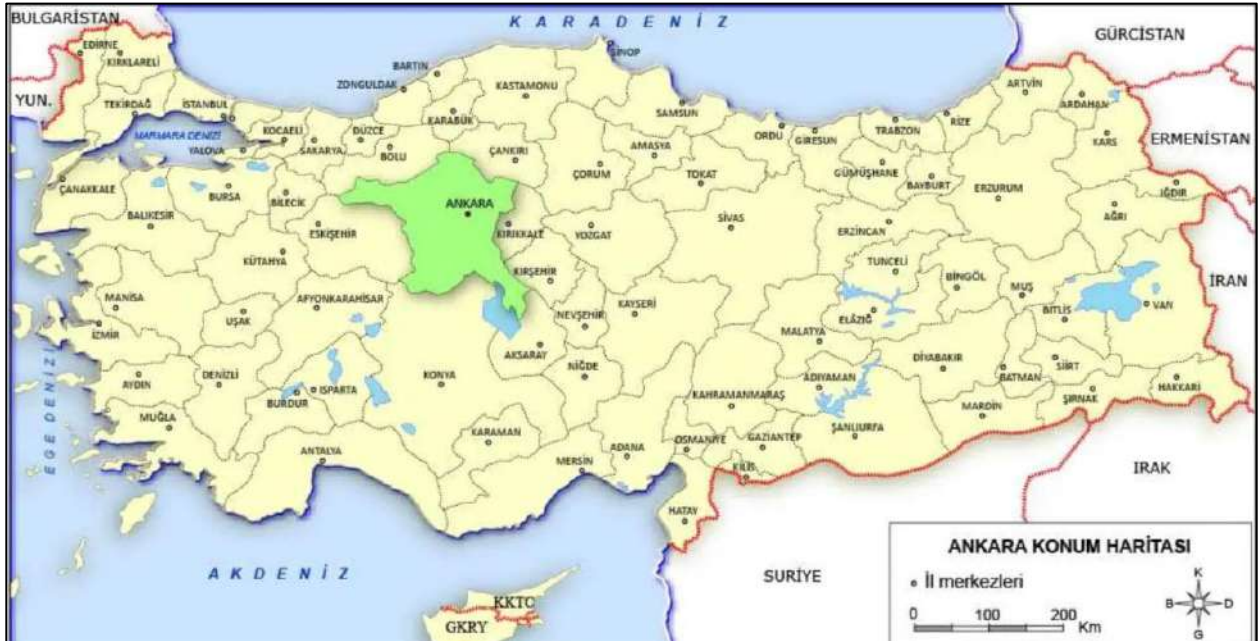 BULGARİSTAN
KARADENİZ
GÜRCİSTAN
EDİRNE
KIRKLARELİ
SİNOP
BARTIN
ZONGULDAK
KASTAMONU
ARTVİN
YUN.
TEKİRDAĞ
İSTANBUL
KARABÜK
SAMSUN
ARDAHAN
MARMARA DENİZİ
KOCAELİ
SAKARYA
DÜZCE
ORDU
GİRESUN
TRABZON
RİZE
KARS
ERMENİSTAN
YALOVA
BOLU
ÇANKIRI
AMASYA
ÇORUM
TOKAT
GÜMÜŞHANE
BAYBURT
ERZURUM
IĞDIR
ÇANAKKALE
BURSA
BİLECİK
ANKARA
BALIKESİR
ESKİŞEHİR
KIRIKKALE
YOZGAT
SİVAS
ERZİNCAN
AĞRI
KÜTAHYA
KIRŞEHİR
TUNCELİ
BİNGÖL
MUŞ
İRAN
MANİSA
UŞAK
AFYONKARAHİSAR
NEVŞEHİR
KAYSERİ
ELÂZIĞ
BİTLİS
VAN
İZMİR
AKSARAY
MALATYA
DİYABAKIR
SİİRT
EGE DENİZİ
AYDIN
DENİZLİ
BURDUR
ISPARTA
KONYA
NİĞDE
KAHRAMANMARAŞ
ADIYAMAN
BATMAN
ŞIRNAK
HAKKARİ
MUĞLA
MARDİN
ANTALYA
KARAMAN
MERSİN
ADANA
OSMANİYE
GAZİANTEP
KİLİS
ŞANLIURFA
HATAY
IRAK
SURİYE
AKDENİZ
KKTC
GKRY
ANKARA KONUM HARİTASI
İl merkezleri
0 100 200
Km
K
B D
G